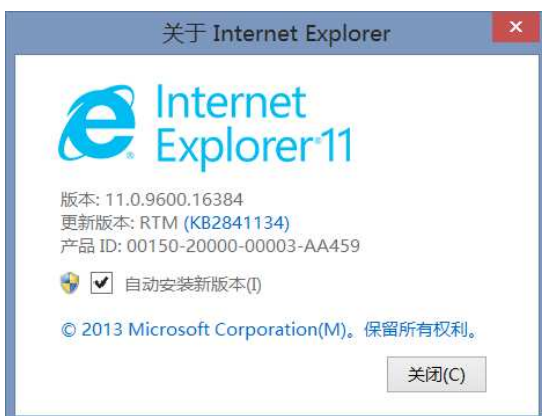 关于 Internet Explorer
Internet
Explorer 11
版本: 11.0.9600.16384
更新版本: RTM (KB2841134)
产品 ID: 00150-20000-00003-AA459
自动安装新版本(I)
© 2013 Microsoft Corporation(M)。保留所有权利。
关闭(C)